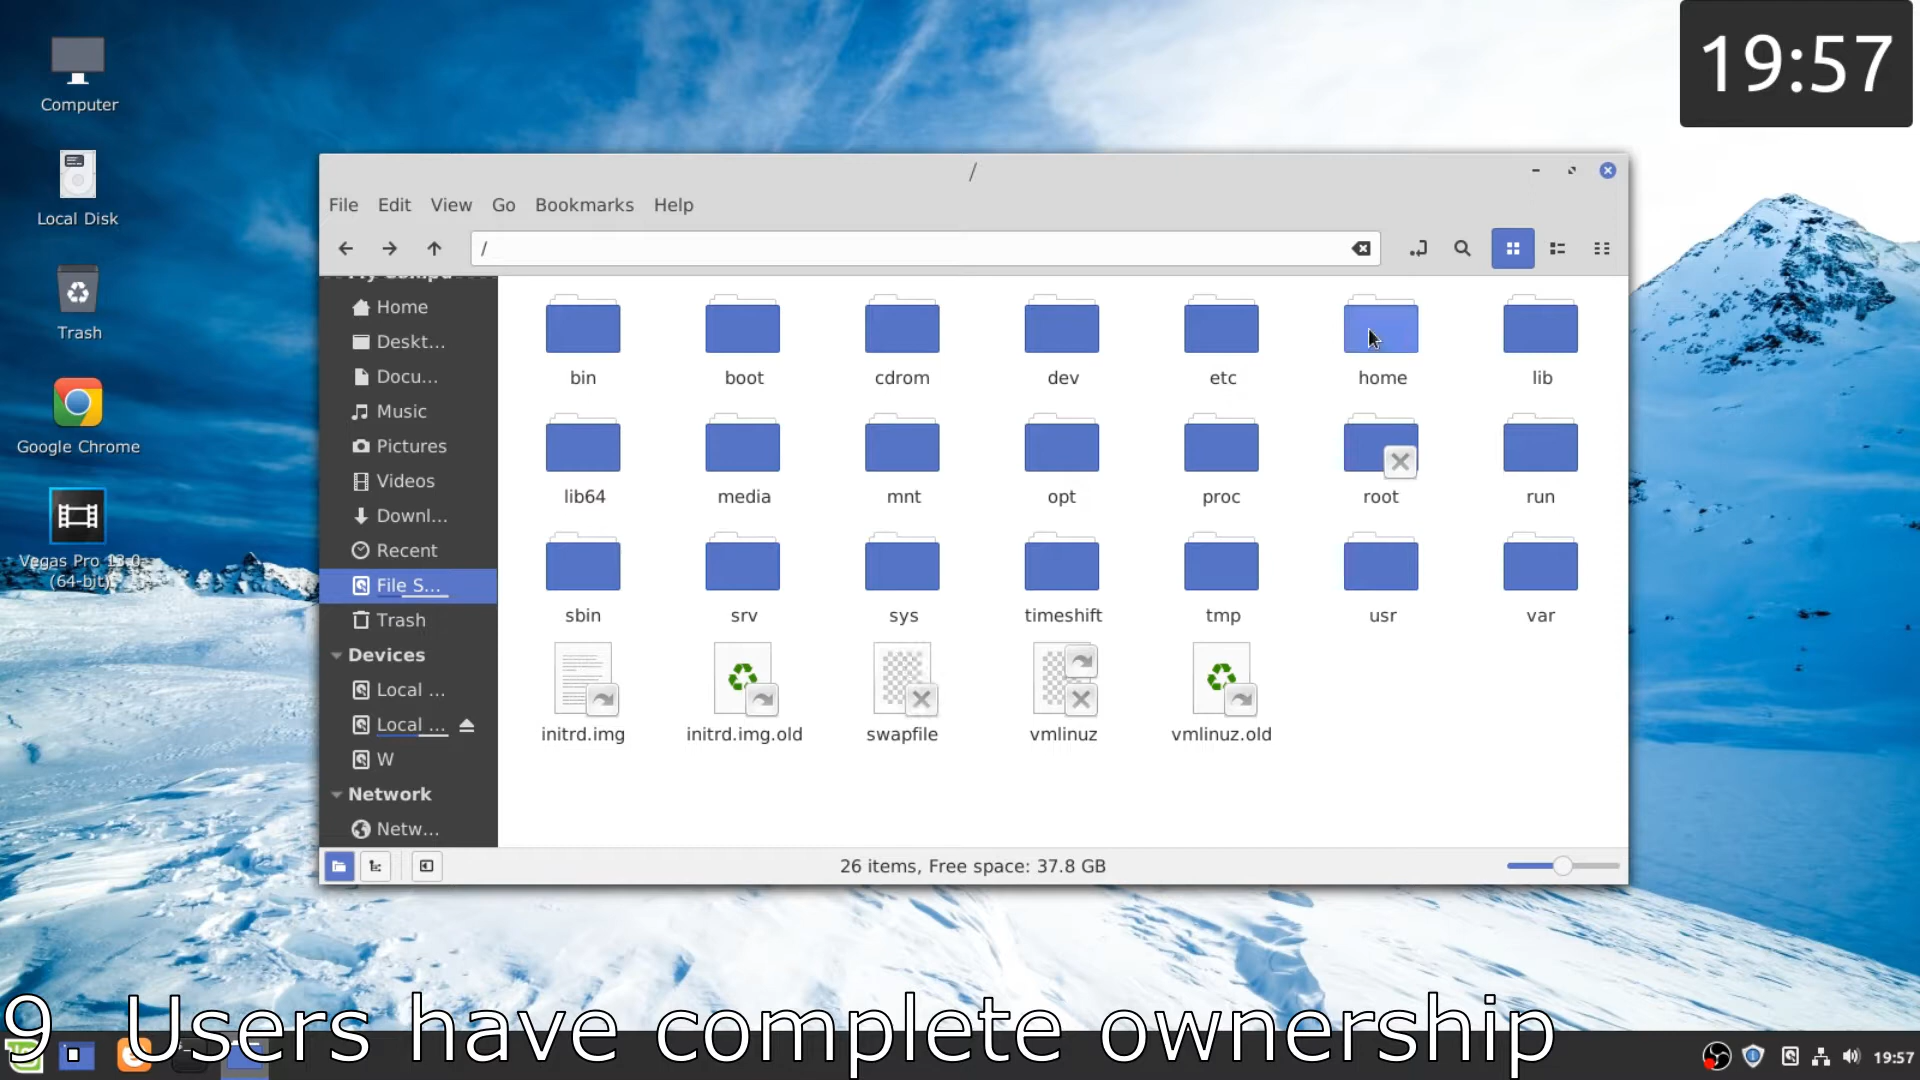 19:57
Computer
Local Disk
Trash
Google Chrome
Vegas Pro 13.0
(64-bit)
/
File Edit View Go Bookmarks Help
/
Home
Deskt...
Docu...
Music
Pictures
Videos
Downl...
Recent
File S...
Trash
Devices
Local ...
Local ...
W
Network
Netw...
bin boot cdrom dev etc home lib
lib64 media mnt opt proc root run
sbin srv sys timeshift tmp usr var
initrd.img initrd.img.old swapfile vmlinuz vmlinuz.old
26 items, Free space: 37.8 GB
9. Users have complete ownership
19:57